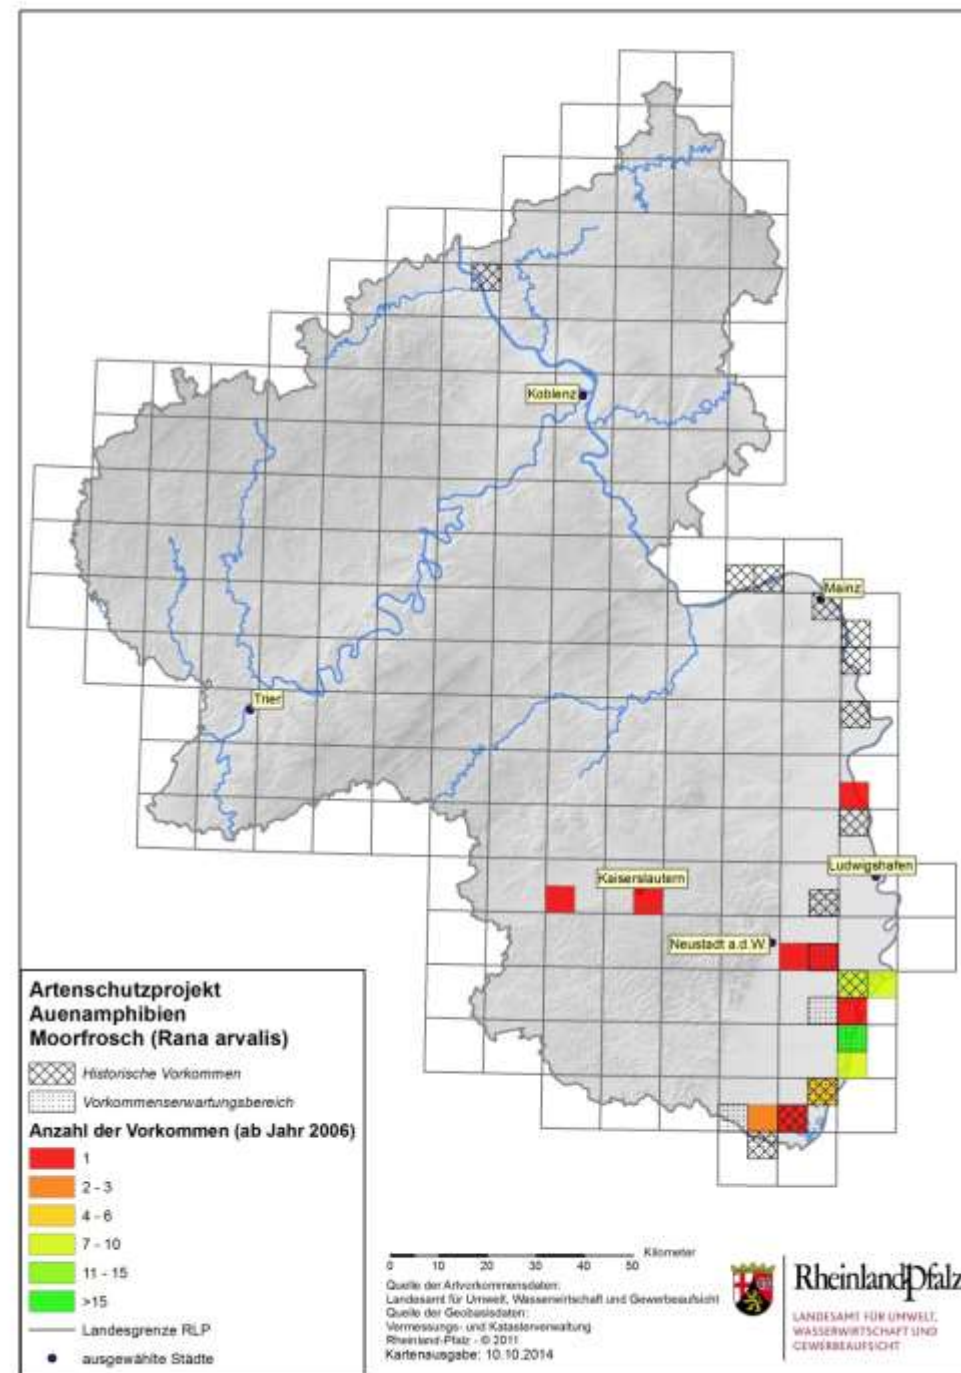 Koblenz
Mainz
Trier
Ludwigshafen
Kaiserslautern
Neustadt a.d.W.
Artenschutzprojekt
Auenamphibien
Moorfrosch (Rana arvalis)
Historische Vorkommen
Vorkommenserwartungsbereich
Anzahl der Vorkommen (ab Jahr 2006)
1
2 - 3
4 - 6
7 - 10
11 - 15
>15
Landesgrenze RLP
ausgewählte Städte
Kilometer
0 10 20 30 40 50
Quelle der Artvorkommensdaten:
Landesamt für Umwelt, Wasserwirtschaft und Gewerbeaufsicht
Quelle der Geobasisdaten:
Vermessungs- und Katasterverwaltung
Rheinland-Pfalz - © 2011
Kartenausgabe: 10.10.2014
RheinlandPfalz
LANDESAMT FÜR UMWELT,
WASSERWIRTSCHAFT UND
GEWERBEAUFSICHT